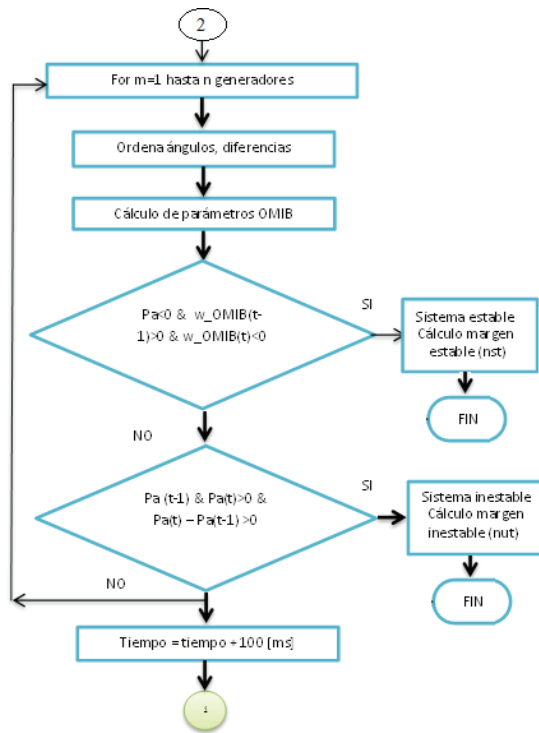 2
For m=1 hasta n generadores
Ordena ángulos, diferencias
Cálculo de parámetros OMIB
Pa<0 & w_OMIB(t-
1)>0 & w_OMIB(t)<0
SI
Sistema estable
Cálculo margen
estable (nst)
FIN
NO
Pa (t-1) & Pa(t)>0 &
Pa(t) – Pa(t-1) >0
SI
Sistema inestable
Cálculo margen
inestable (nut)
FIN
NO
Tiempo = tiempo +100 [ms]
1